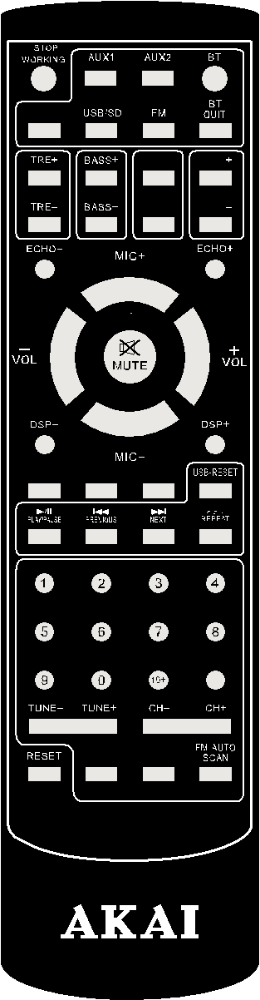 STOP
WORKING
AUX1 AUX2 BT
USB/SD FM BT
QUIT
TRE+ BASS+ +
TRE− BASS− −
ECHO− MIC+ ECHO+
− +
VOL MUTE VOL
DSP− DSP+
MIC−
USB-RESET
PLAY/PAUSE PREVIOUS NEXT REPEAT
1 2 3 4
5 6 7 8
9 0 10+
TUNE− TUNE+ CH− CH+
RESET FM AUTO
SCAN
AKAI